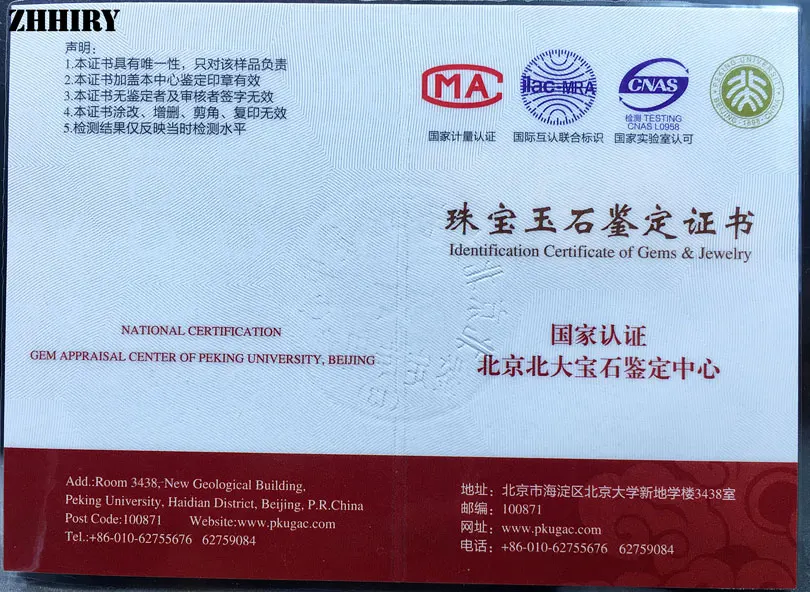 ZHHIRY
声明：
1.本证书具有唯一性，只对该样品负责
2.本证书加盖本中心鉴定印章有效
3.本证书无鉴定者及审核者签字无效
4.本证书涂改、增删、剪角、复印无效
5.检测结果仅反映当时检测水平
MA
国家计量认证
ilac-MRA
国际互认联合标识
CNAS
检测 TESTING
CNAS L0958
国家实验室认可
PEKING UNIVERSITY
BEIJING 1898 CHINA
珠宝玉石鉴定证书
Identification Certificate of Gems & Jewelry
NATIONAL CERTIFICATION
GEM APPRAISAL CENTER OF PEKING UNIVERSITY, BEIJING
国家认证
北京北大宝石鉴定中心
Add.:Room 3438, New Geological Building,
Peking University, Haidian District, Beijing, P.R.China
Post Code:100871 Website:www.pkugac.com
Tel.:+86-010-62755676 62759084
地址：北京市海淀区北京大学新地学楼3438室
邮编：100871
网址：www.pkugac.com
电话：+86-010-62755676 62759084